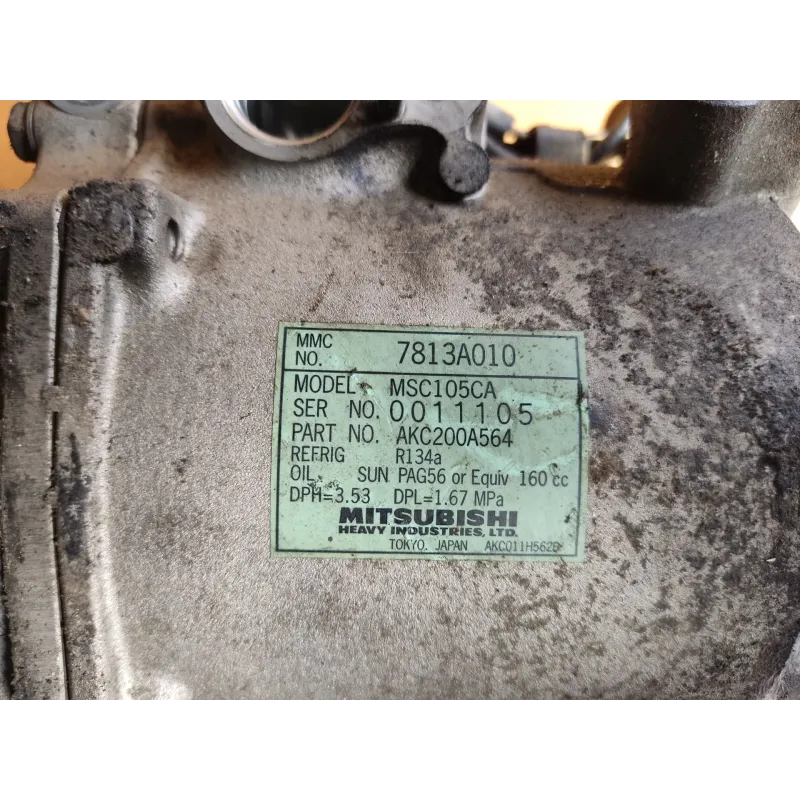 MMC NO. 7813A010
MODEL MSC105CA
SER NO. 0011105
PART NO. AKC200A564
REFRIG R134a
OIL SUN PAG56 or Equiv 160 cc
DPH=3.53 DPL=1.67 MPa
MITSUBISHI
HEAVY INDUSTRIES, LTD.
TOKYO. JAPAN